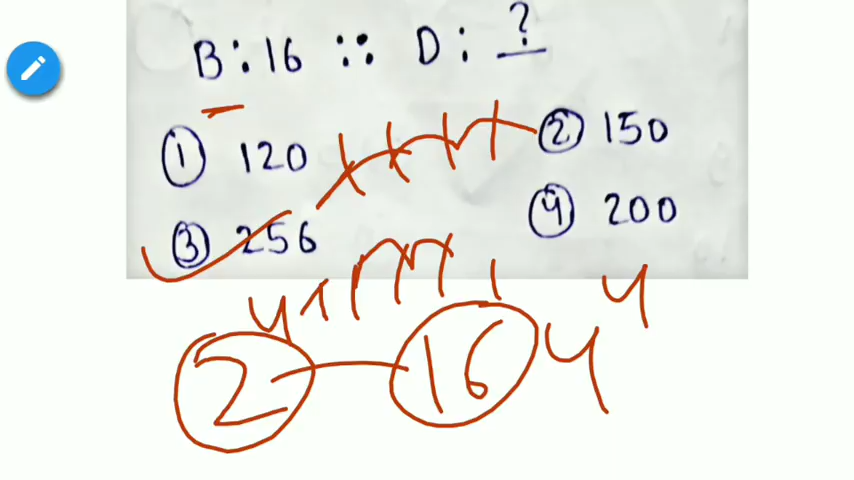 B : 16 :: D : ?
① 120 ② 150
③ 256 ④ 200
4
4
2 16